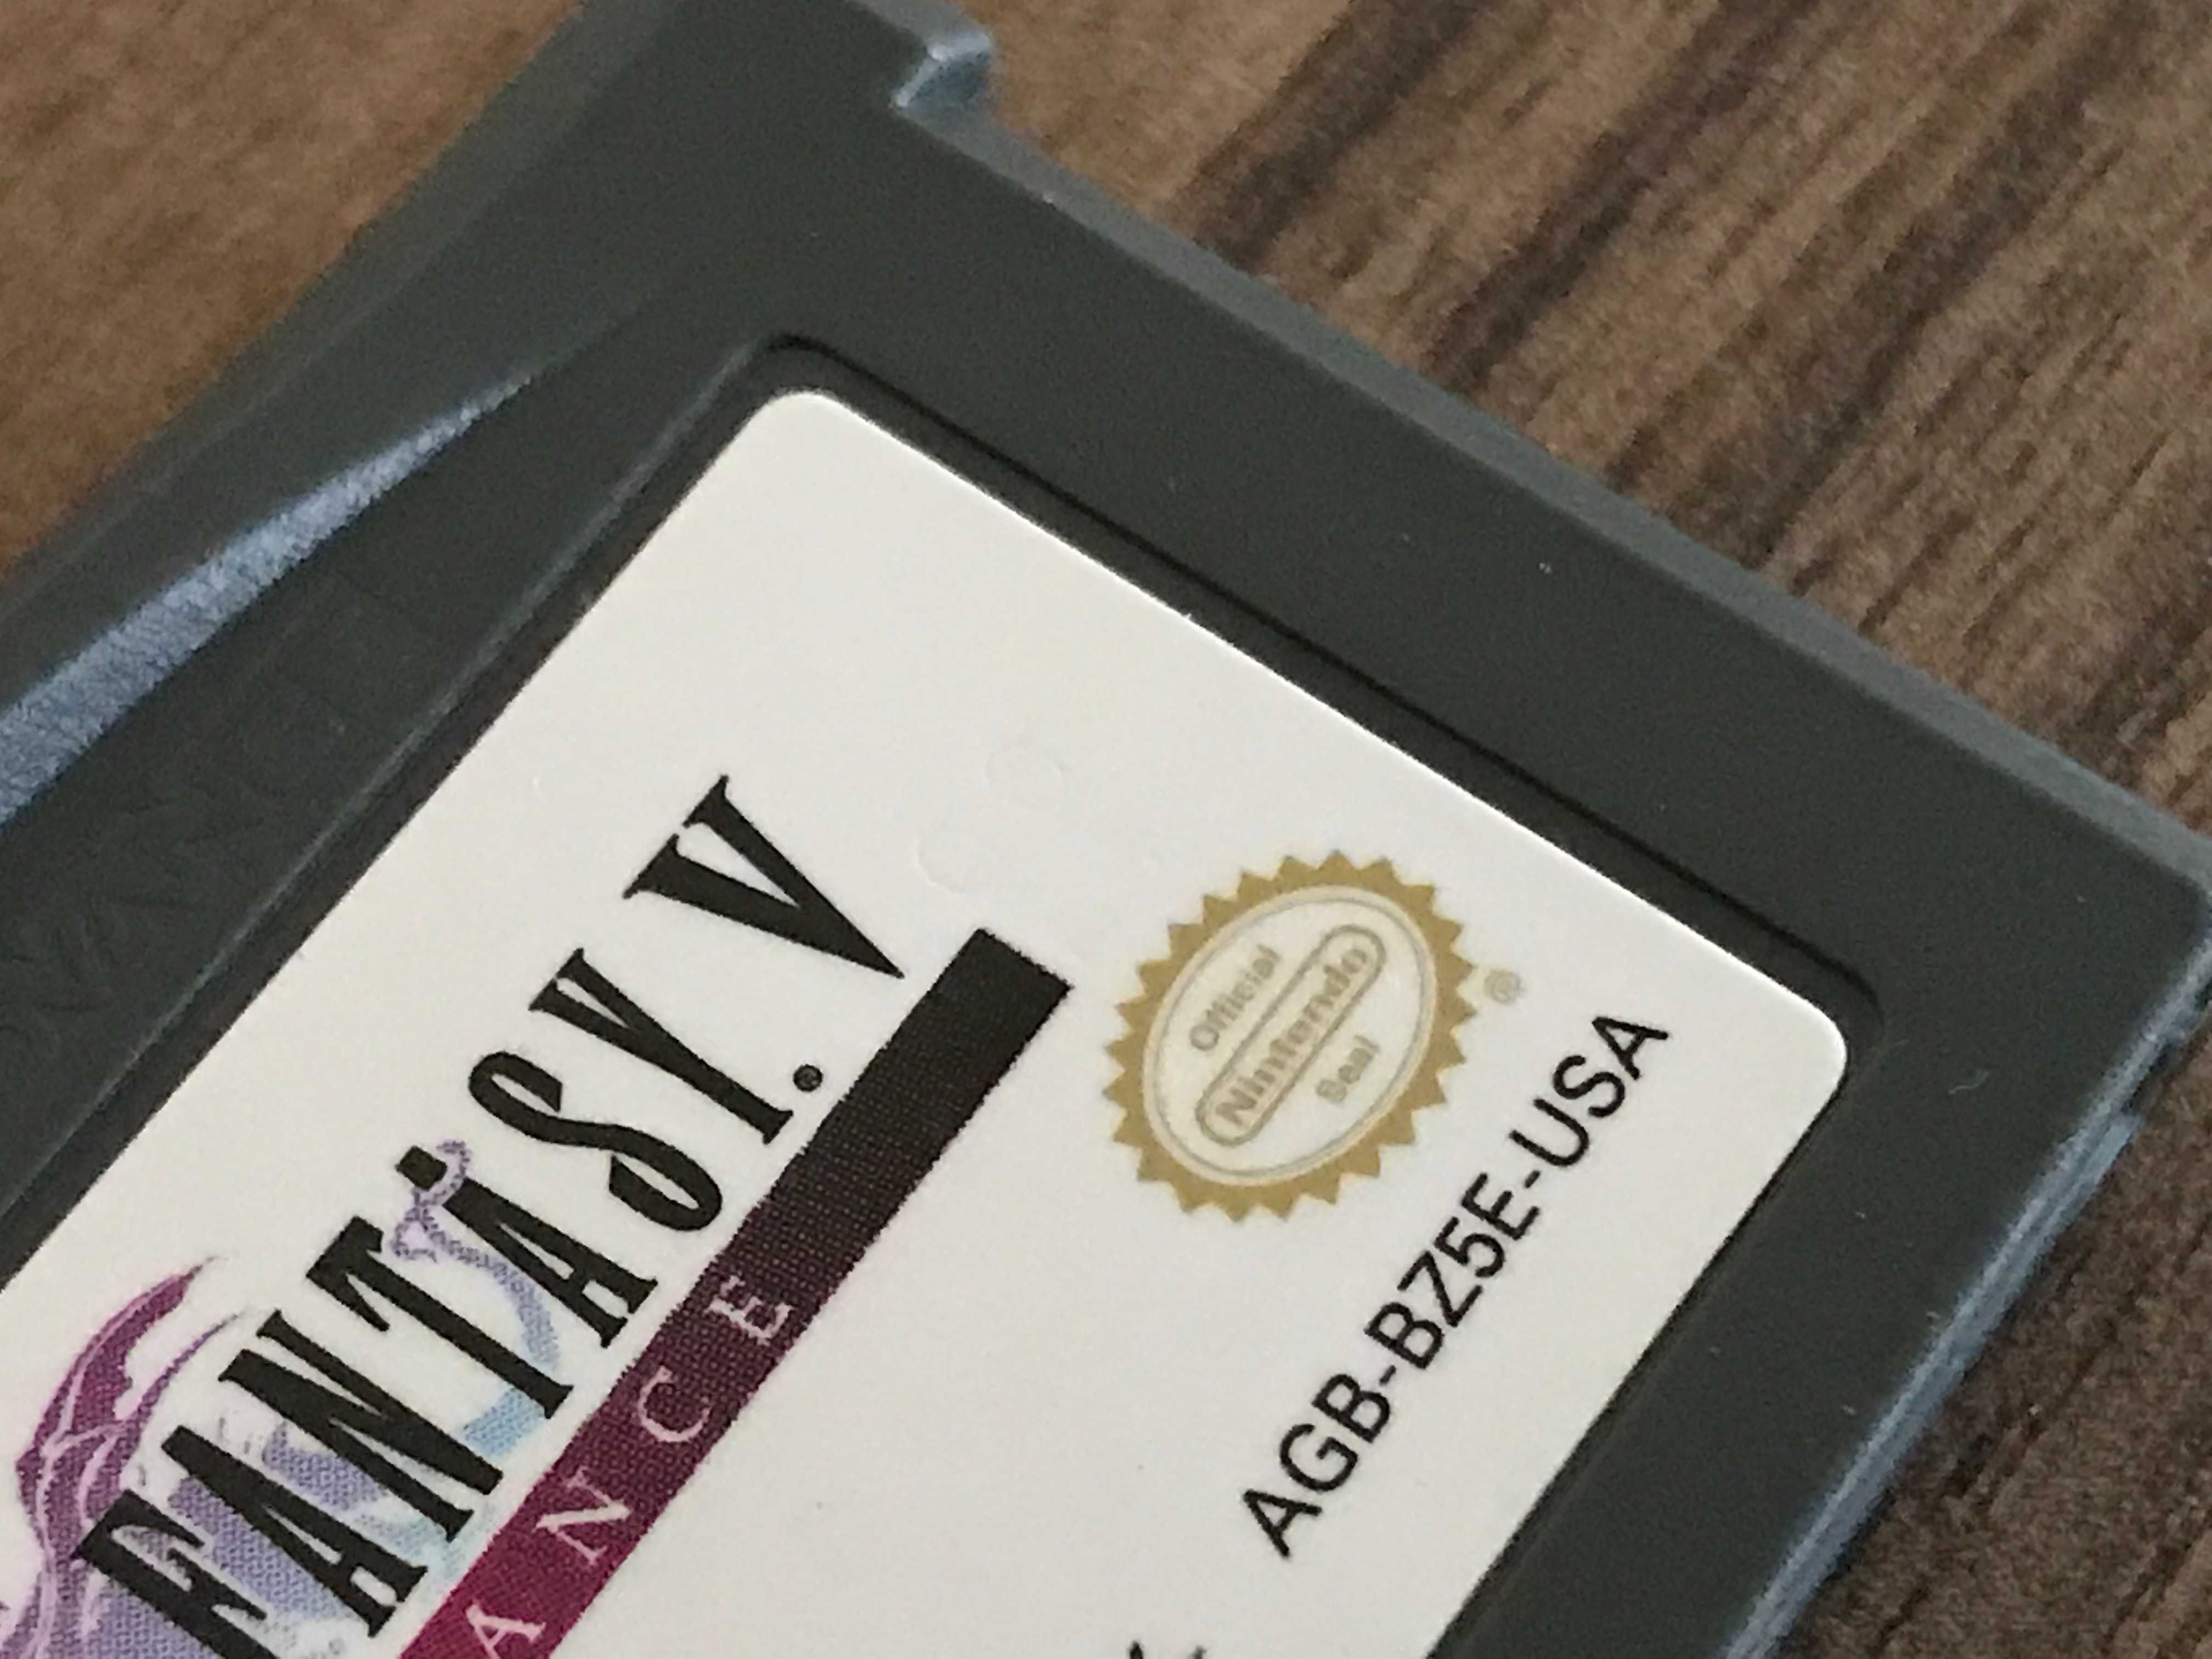 FANTASY. V
ANCE
Official
Nintendo
Seal
®
AGB-BZ5E-USA